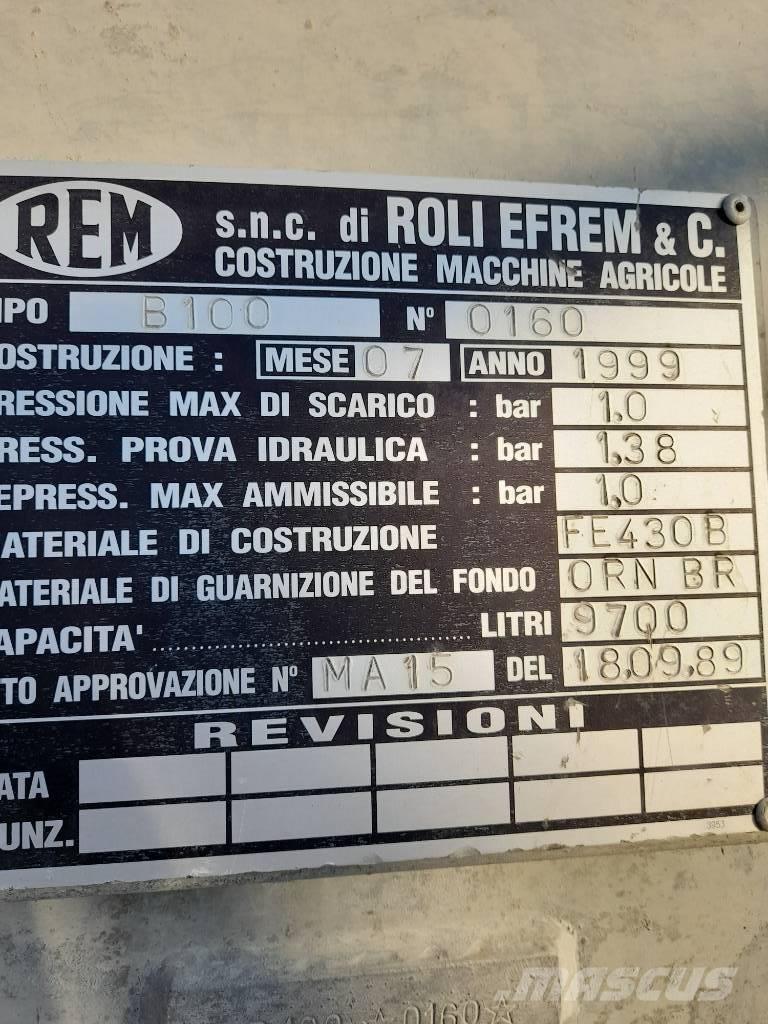 REM s.n.c. di ROLI EFREM & C.
COSTRUZIONE MACCHINE AGRICOLE
IPO B100 N° 0160
OSTRUZIONE : MESE 07 ANNO 1999
RESSIONE MAX DI SCARICO : bar 1,0
RESS. PROVA IDRAULICA : bar 1,38
EPRESS. MAX AMMISSIBILE : bar 1,0
ATERIALE DI COSTRUZIONE FE430B
ATERIALE DI GUARNIZIONE DEL FONDO ORN BR
APACITA' LITRI 9700
TO APPROVAZIONE N° MA15 DEL 18.09.89
REVISIONI
ATA
UNZ.
3953
MASCUS
☆0160☆